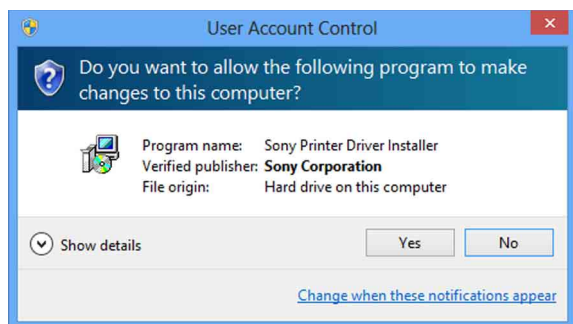 User Account Control
Do you want to allow the following program to make
changes to this computer?
Program name: Sony Printer Driver Installer
Verified publisher: Sony Corporation
File origin: Hard drive on this computer
Show details
Yes
No
Change when these notifications appear